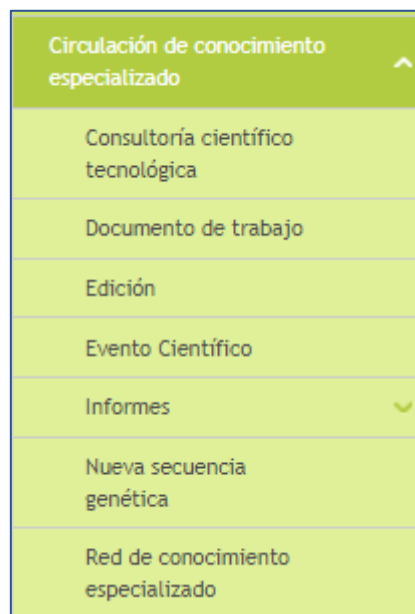 Circulación de conocimiento
especializado
Consultoría científico
tecnológica
Documento de trabajo
Edición
Evento Científico
Informes
Nueva secuencia
genética
Red de conocimiento
especializado